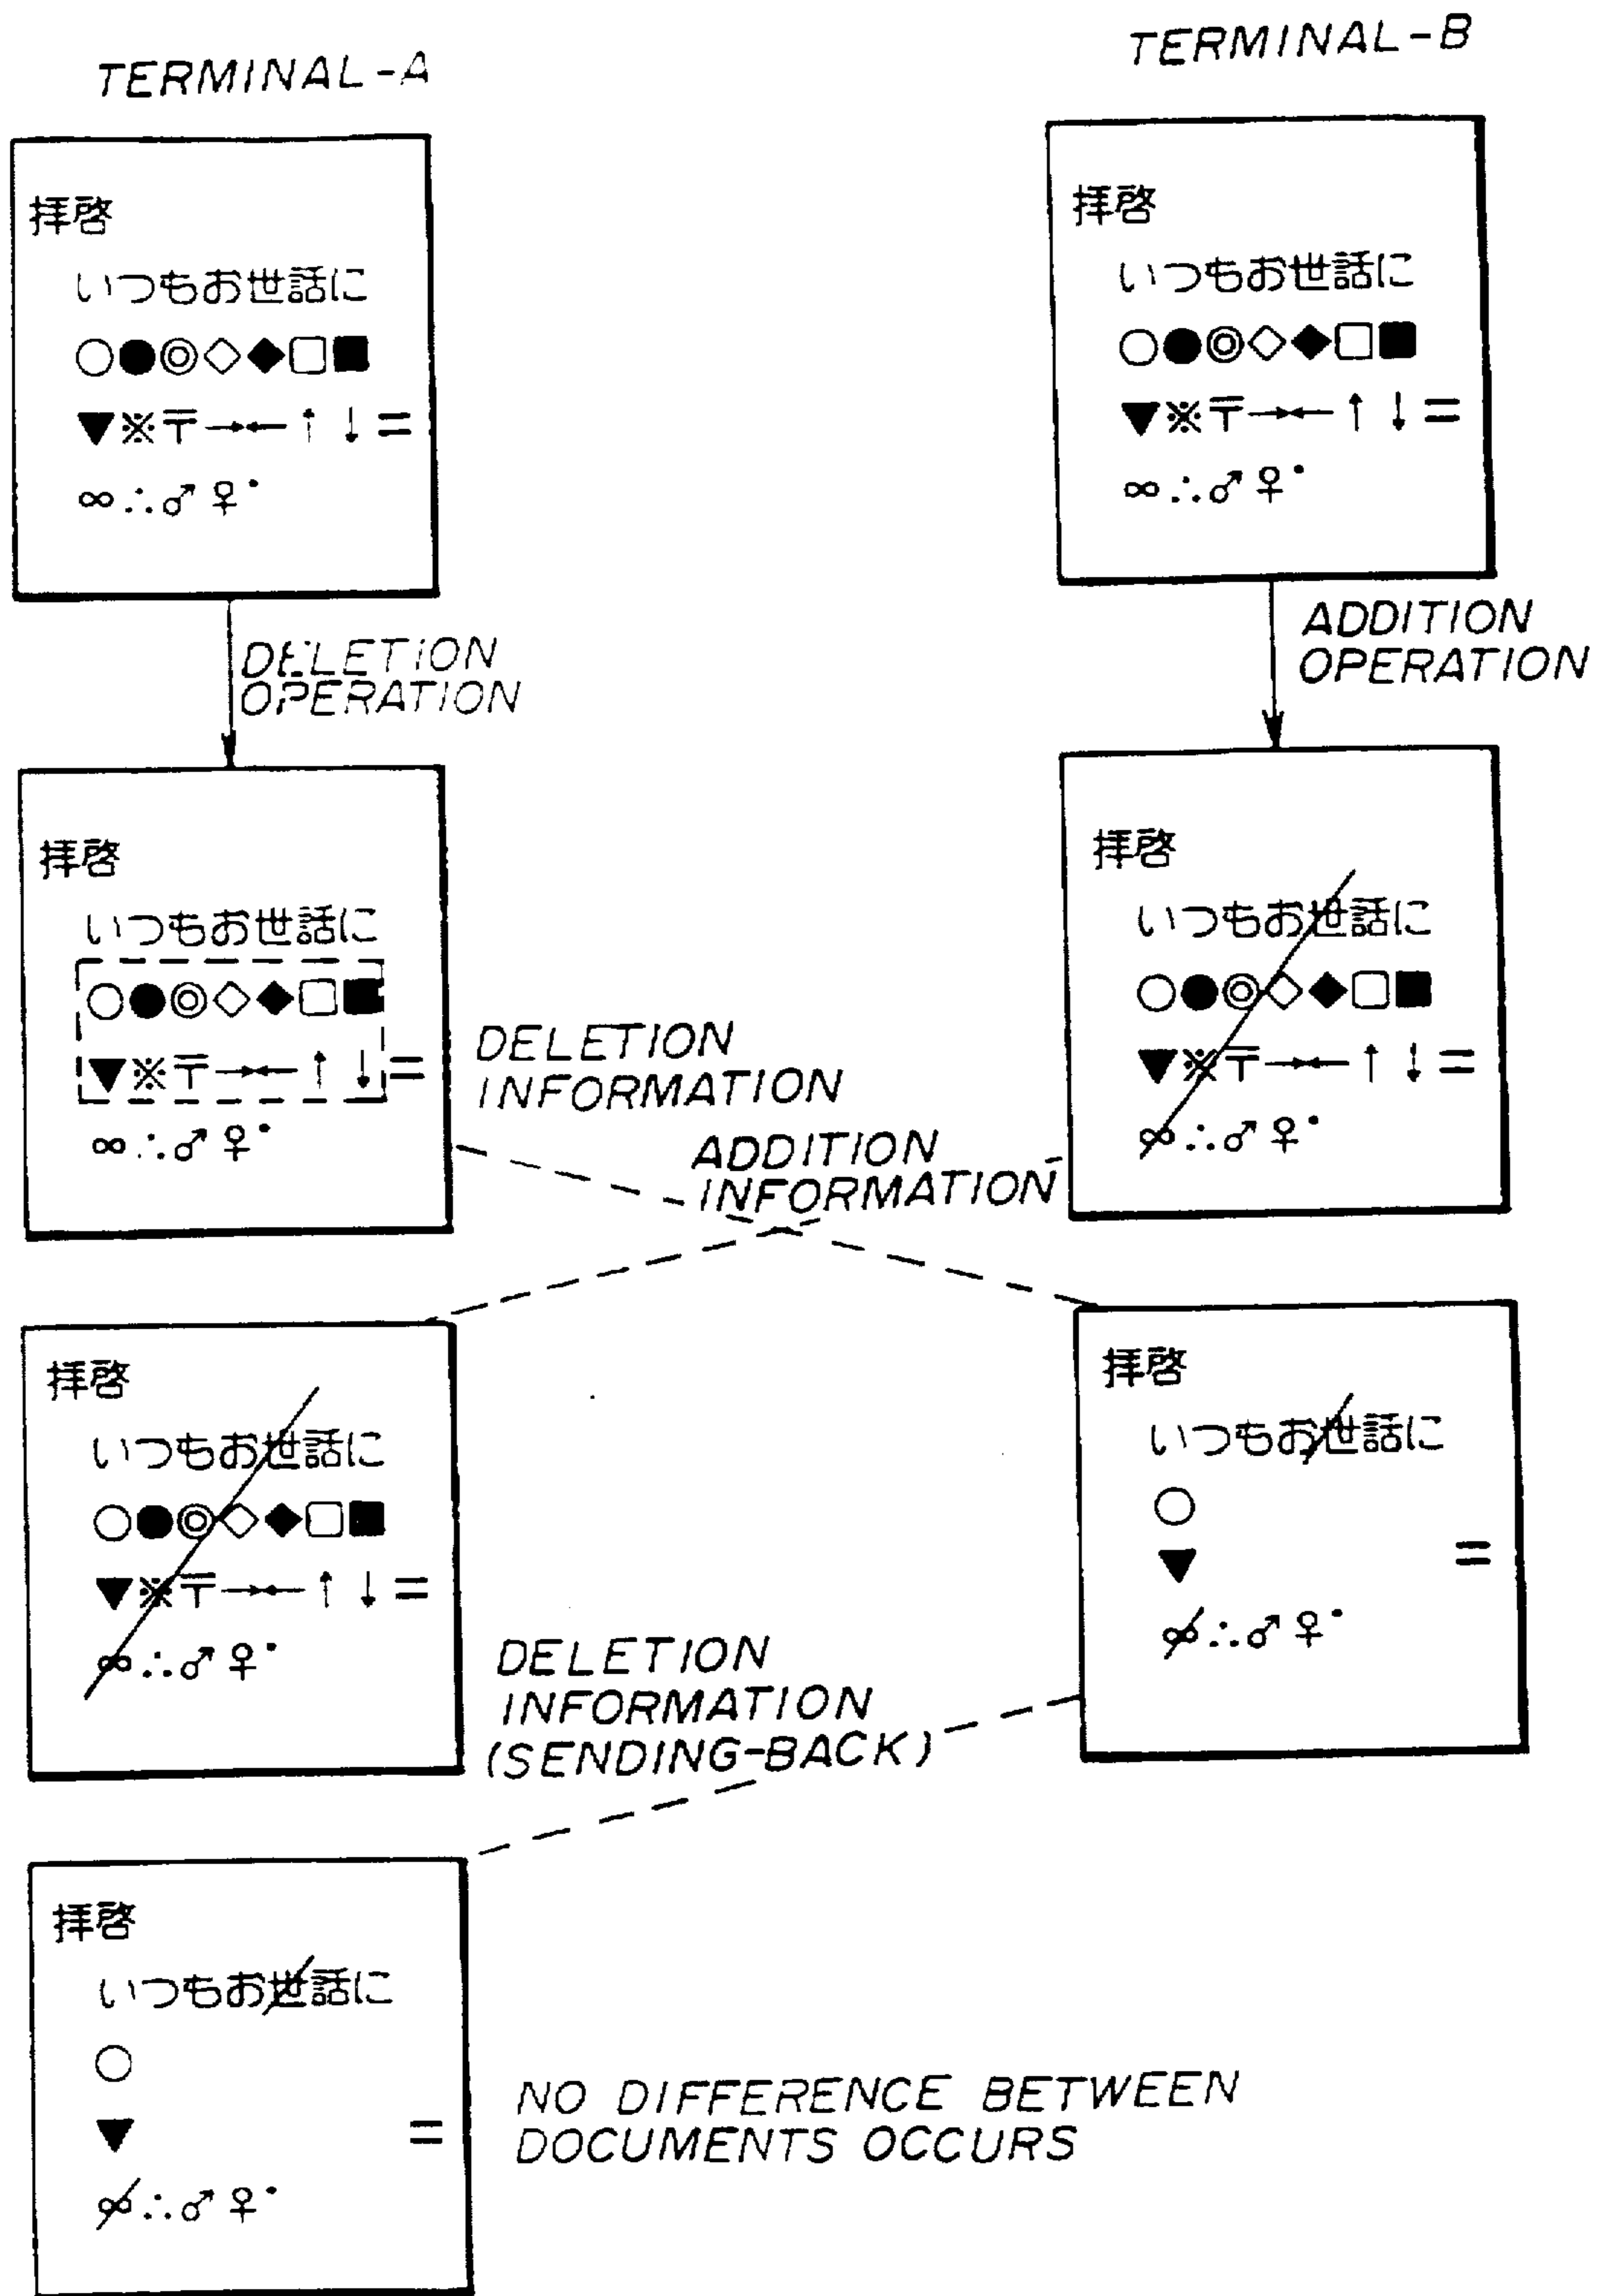 TERMINAL-A
TERMINAL-B
拝啓
いつもお世話に
○●◎◇◆□■
▼※〒→←↑↓=
∞∴♂♀・
拝啓
いつもお世話に
○●◎◇◆□■
▼※〒→←↑↓=
∞∴♂♀・
DELETION
OPERATION
ADDITION
OPERATION
拝啓
いつもお世話に
○●◎◇◆□■
▼※〒→←↑↓=
∞∴♂♀・
拝啓
いつもお世話に
○●◎◇◆□■
▼※〒→←↑↓=
∞∴♂♀・
DELETION
INFORMATION
ADDITION
INFORMATION
拝啓
いつもお世話に
○●◎◇◆□■
▼※〒→←↑↓=
∞∴♂♀・
拝啓
いつもお世話に
○
▼ =
∞∴♂♀・
DELETION
INFORMATION
(SENDING-BACK)
拝啓
いつもお世話に
○
▼ =
∞∴♂♀・
NO DIFFERENCE BETWEEN
DOCUMENTS OCCURS